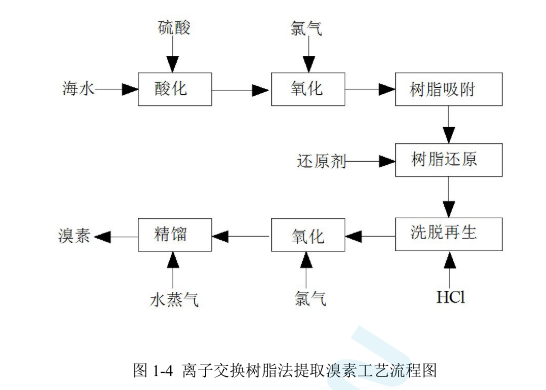 硫酸 氯气
海水 酸化 氧化 树脂吸附
还原剂 树脂还原
溴素 精馏 氧化 洗脱再生
水蒸气 氯气 HCl
图 1-4 离子交换树脂法提取溴素工艺流程图